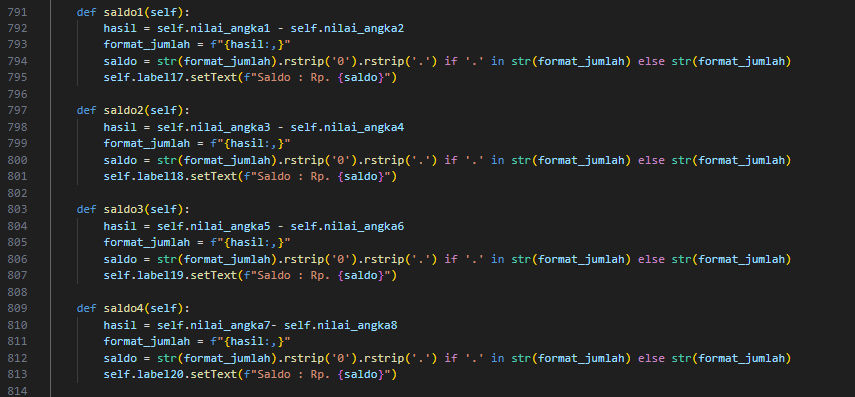 791 def saldo1(self):
792 hasil = self.nilai_angka1 - self.nilai_angka2
793 format_jumlah = f"{hasil:,}"
794 saldo = str(format_jumlah).rstrip('0').rstrip('.') if '.' in str(format_jumlah) else str(format_jumlah)
795 self.label17.setText(f"Saldo : Rp. {saldo}")
796
797 def saldo2(self):
798 hasil = self.nilai_angka3 - self.nilai_angka4
799 format_jumlah = f"{hasil:,}"
800 saldo = str(format_jumlah).rstrip('0').rstrip('.') if '.' in str(format_jumlah) else str(format_jumlah)
801 self.label18.setText(f"Saldo : Rp. {saldo}")
802
803 def saldo3(self):
804 hasil = self.nilai_angka5 - self.nilai_angka6
805 format_jumlah = f"{hasil:,}"
806 saldo = str(format_jumlah).rstrip('0').rstrip('.') if '.' in str(format_jumlah) else str(format_jumlah)
807 self.label19.setText(f"Saldo : Rp. {saldo}")
808
809 def saldo4(self):
810 hasil = self.nilai_angka7- self.nilai_angka8
811 format_jumlah = f"{hasil:,}"
812 saldo = str(format_jumlah).rstrip('0').rstrip('.') if '.' in str(format_jumlah) else str(format_jumlah)
813 self.label20.setText(f"Saldo : Rp. {saldo}")
814